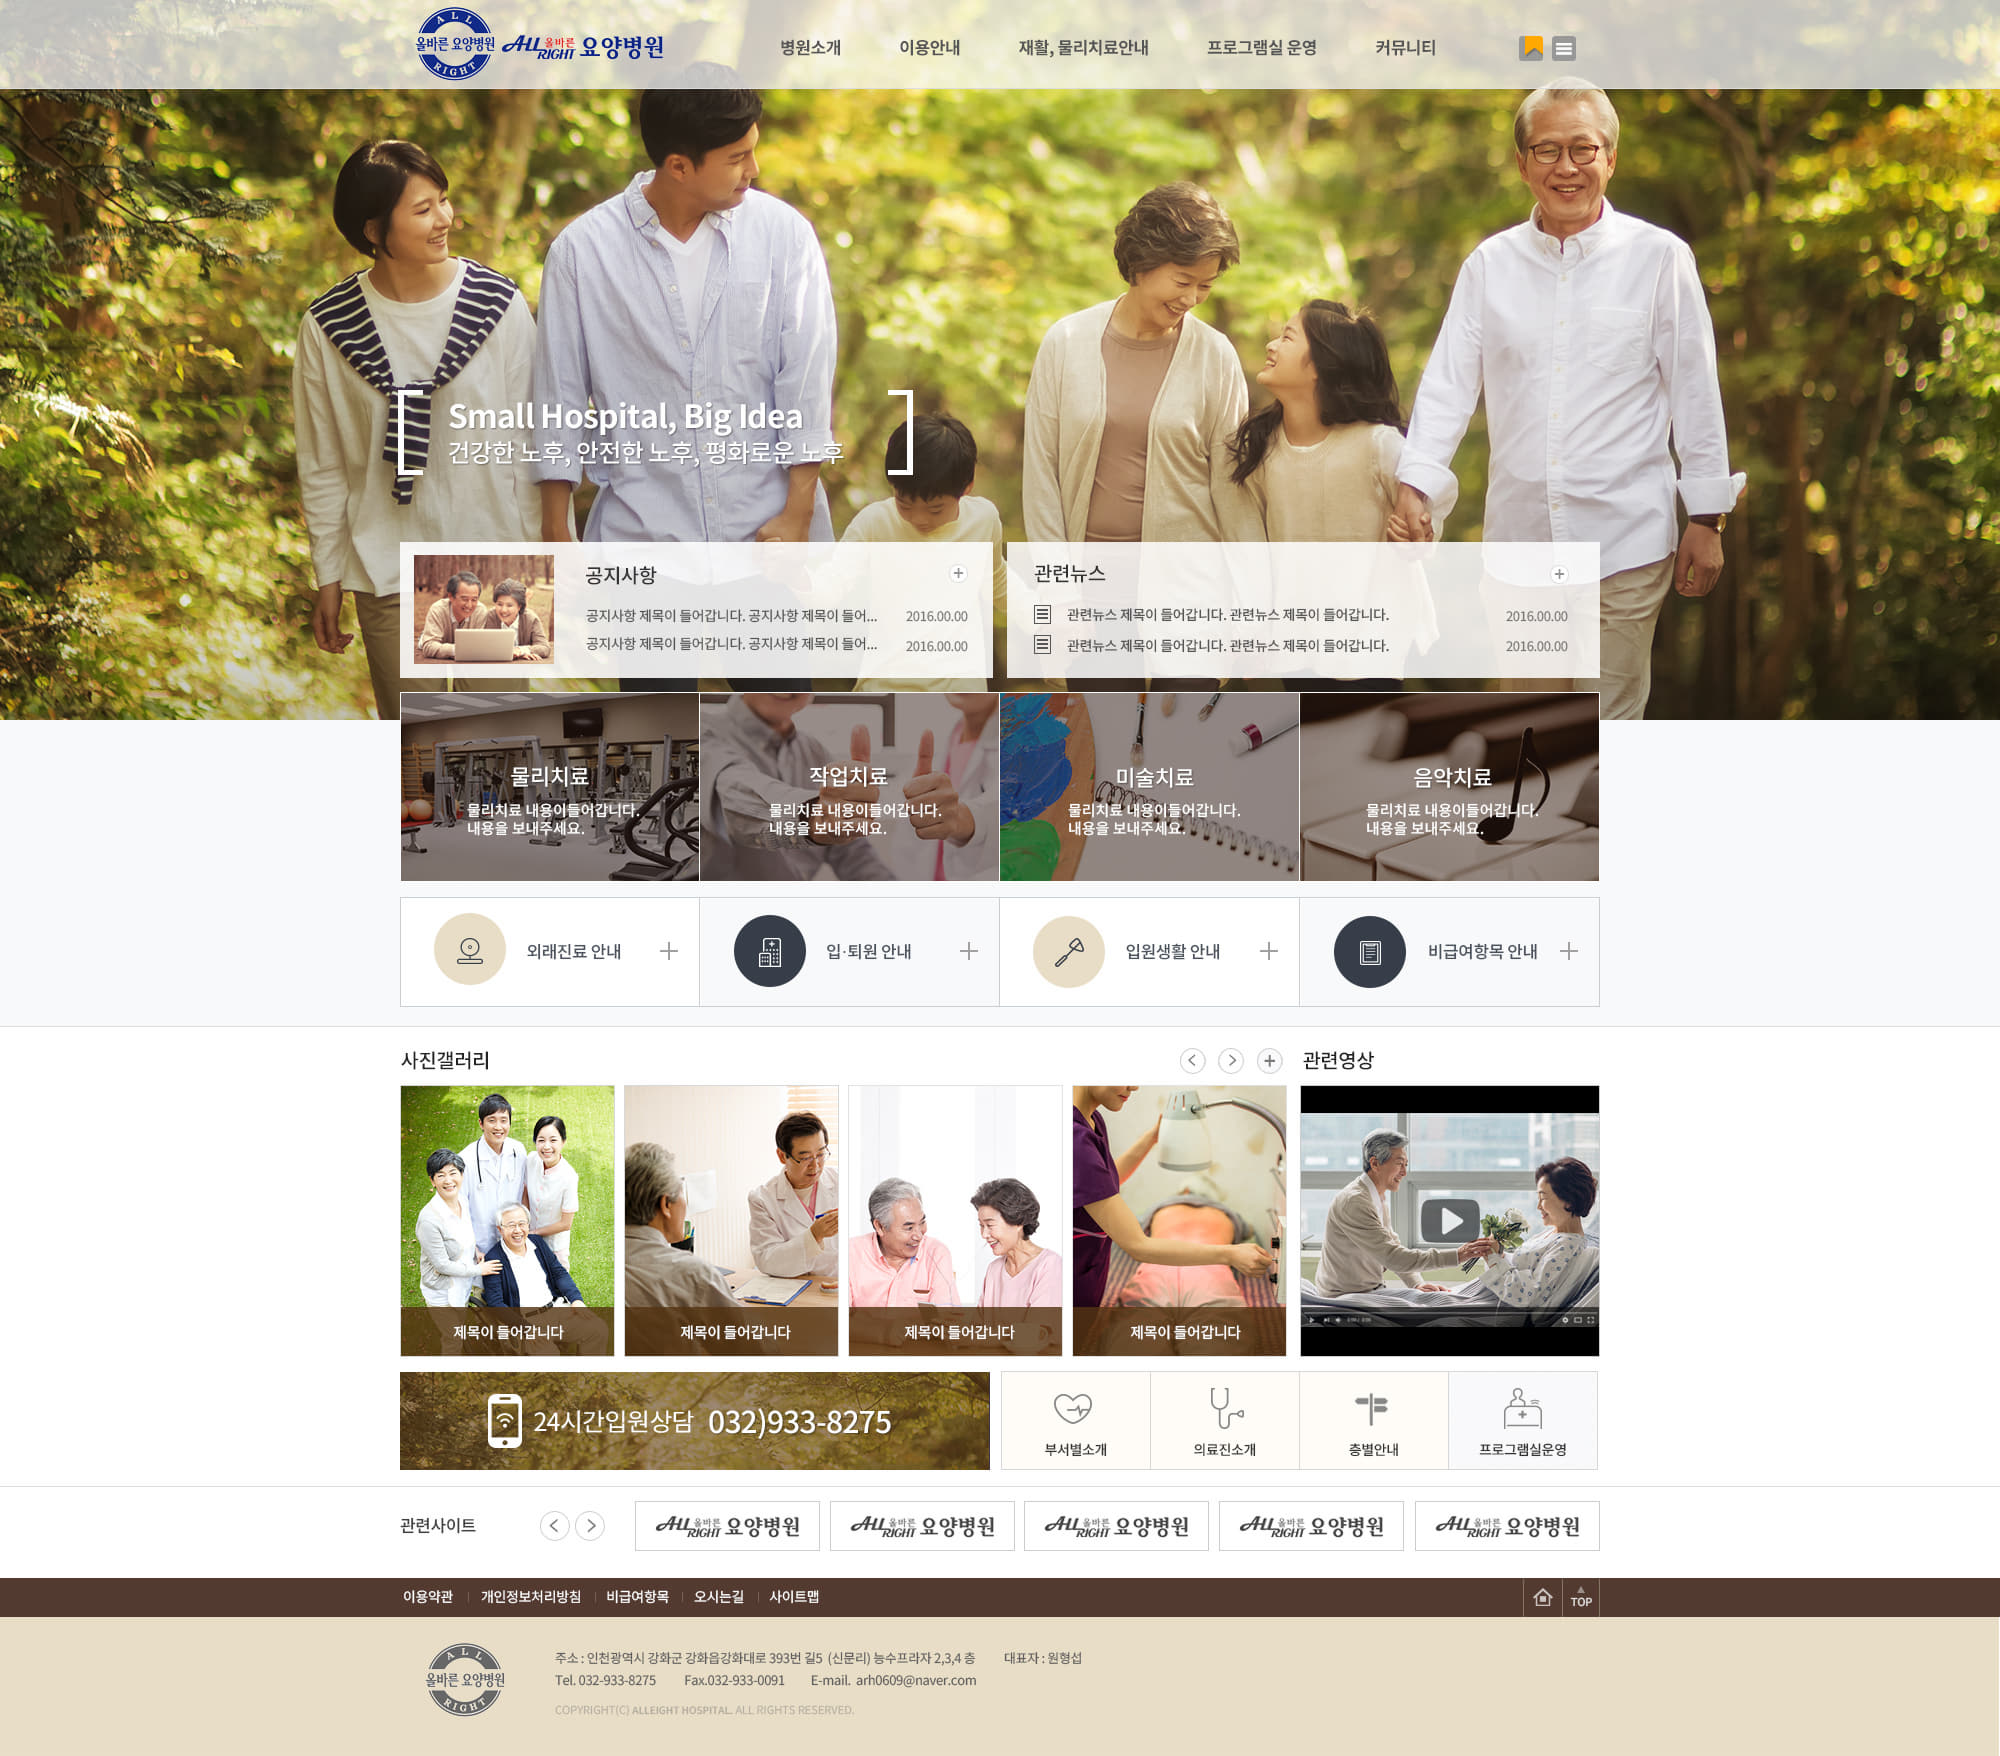 ALL
올바른 요양병원
RIGHT
ALL 올바른 RIGHT 요양병원
병원소개
이용안내
재활, 물리치료안내
프로그램실 운영
커뮤니티
Small Hospital, Big Idea
건강한 노후, 안전한 노후, 평화로운 노후
공지사항
공지사항 제목이 들어갑니다. 공지사항 제목이 들어... 2016.00.00
공지사항 제목이 들어갑니다. 공지사항 제목이 들어... 2016.00.00
관련뉴스
관련뉴스 제목이 들어갑니다. 관련뉴스 제목이 들어갑니다. 2016.00.00
관련뉴스 제목이 들어갑니다. 관련뉴스 제목이 들어갑니다. 2016.00.00
물리치료
물리치료 내용이들어갑니다.
내용을 보내주세요.
작업치료
물리치료 내용이들어갑니다.
내용을 보내주세요.
미술치료
물리치료 내용이들어갑니다.
내용을 보내주세요.
음악치료
물리치료 내용이들어갑니다.
내용을 보내주세요.
외래진료 안내
입·퇴원 안내
입원생활 안내
비급여항목 안내
사진갤러리
관련영상
제목이 들어갑니다
제목이 들어갑니다
제목이 들어갑니다
제목이 들어갑니다
24시간입원상담 032)933-8275
부서별소개
의료진소개
층별안내
프로그램실운영
관련사이트
ALL 올바른 RIGHT 요양병원
ALL 올바른 RIGHT 요양병원
ALL 올바른 RIGHT 요양병원
ALL 올바른 RIGHT 요양병원
ALL 올바른 RIGHT 요양병원
이용약관
개인정보처리방침
비급여항목
오시는길
사이트맵
TOP
ALL
올바른 요양병원
RIGHT
주소 : 인천광역시 강화군 강화읍강화대로 393번 길5 (신문리) 능수프라자 2,3,4 층 대표자 : 원형섭
Tel. 032-933-8275 Fax.032-933-0091 E-mail. arh0609@naver.com
COPYRIGHT(C) ALLEIGHT HOSPITAL. ALL RIGHTS RESERVED.